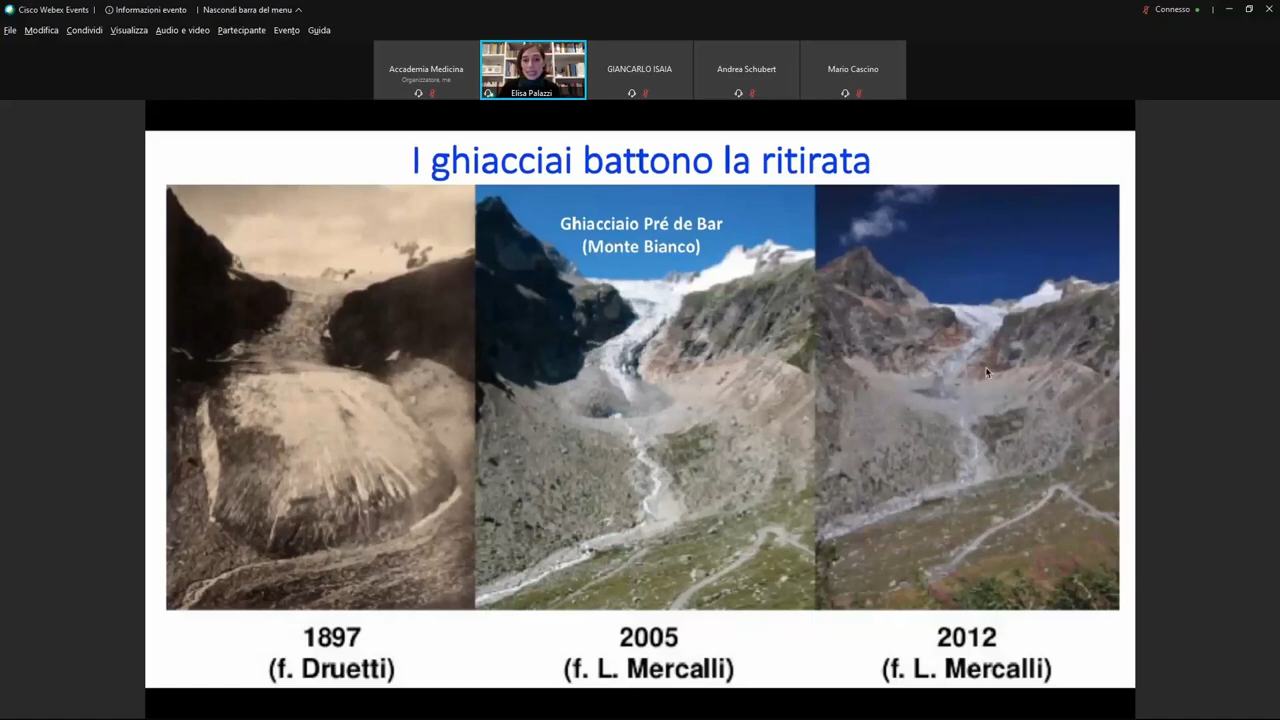 Cisco Webex Events
Informazioni evento
Nascondi barra del menu
Connesso
File Modifica Condividi Visualizza Audio e video Partecipante Evento Guida
Accademia Medicina
Organizzatore, me
Elisa Palazzi
GIANCARLO ISAIA
Andrea Schubert
Mario Cascino
I ghiacciai battono la ritirata
Ghiacciaio Pré de Bar
(Monte Bianco)
1897
(f. Druetti)
2005
(f. L. Mercalli)
2012
(f. L. Mercalli)